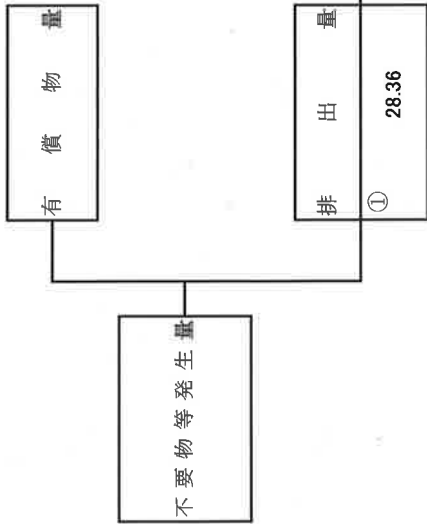 有償物量
不要物等発生量
排出量
①
28.36